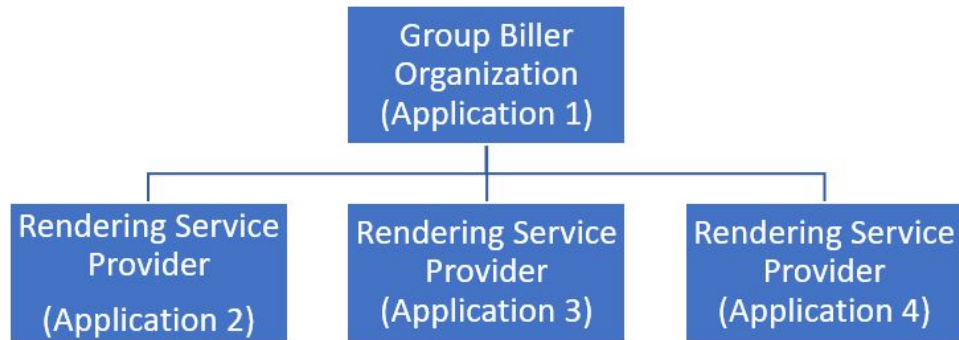 Group Biller
Organization
(Application 1)
Rendering Service
Provider
(Application 2)
Rendering Service
Provider
(Application 3)
Rendering Service
Provider
(Application 4)